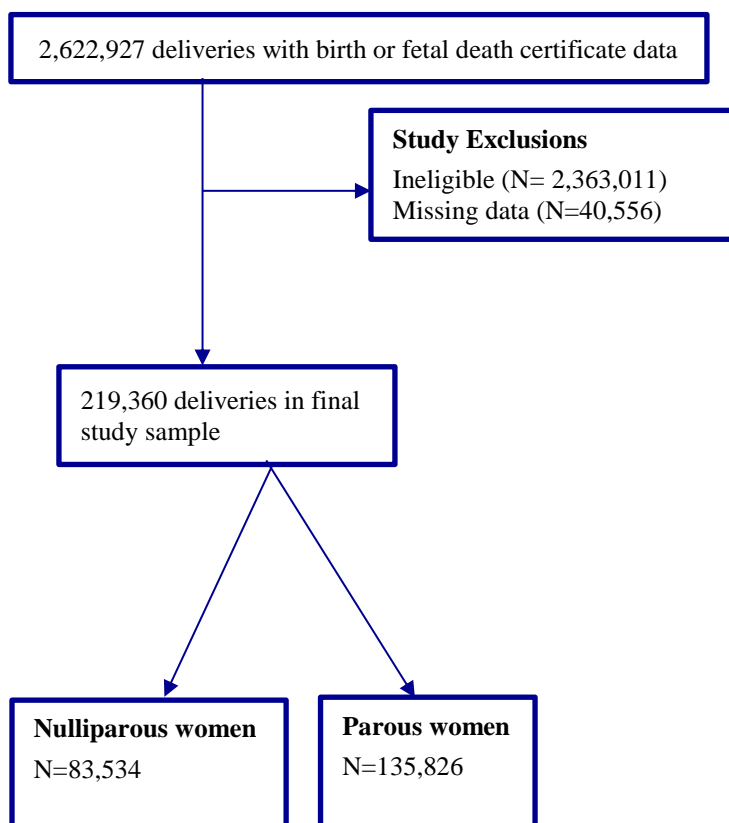 2,622,927 deliveries with birth or fetal death certificate data
Study Exclusions
Ineligible (N= 2,363,011)
Missing data (N=40,556)
219,360 deliveries in final
study sample
Nulliparous women
N=83,534
Parous women
N=135,826